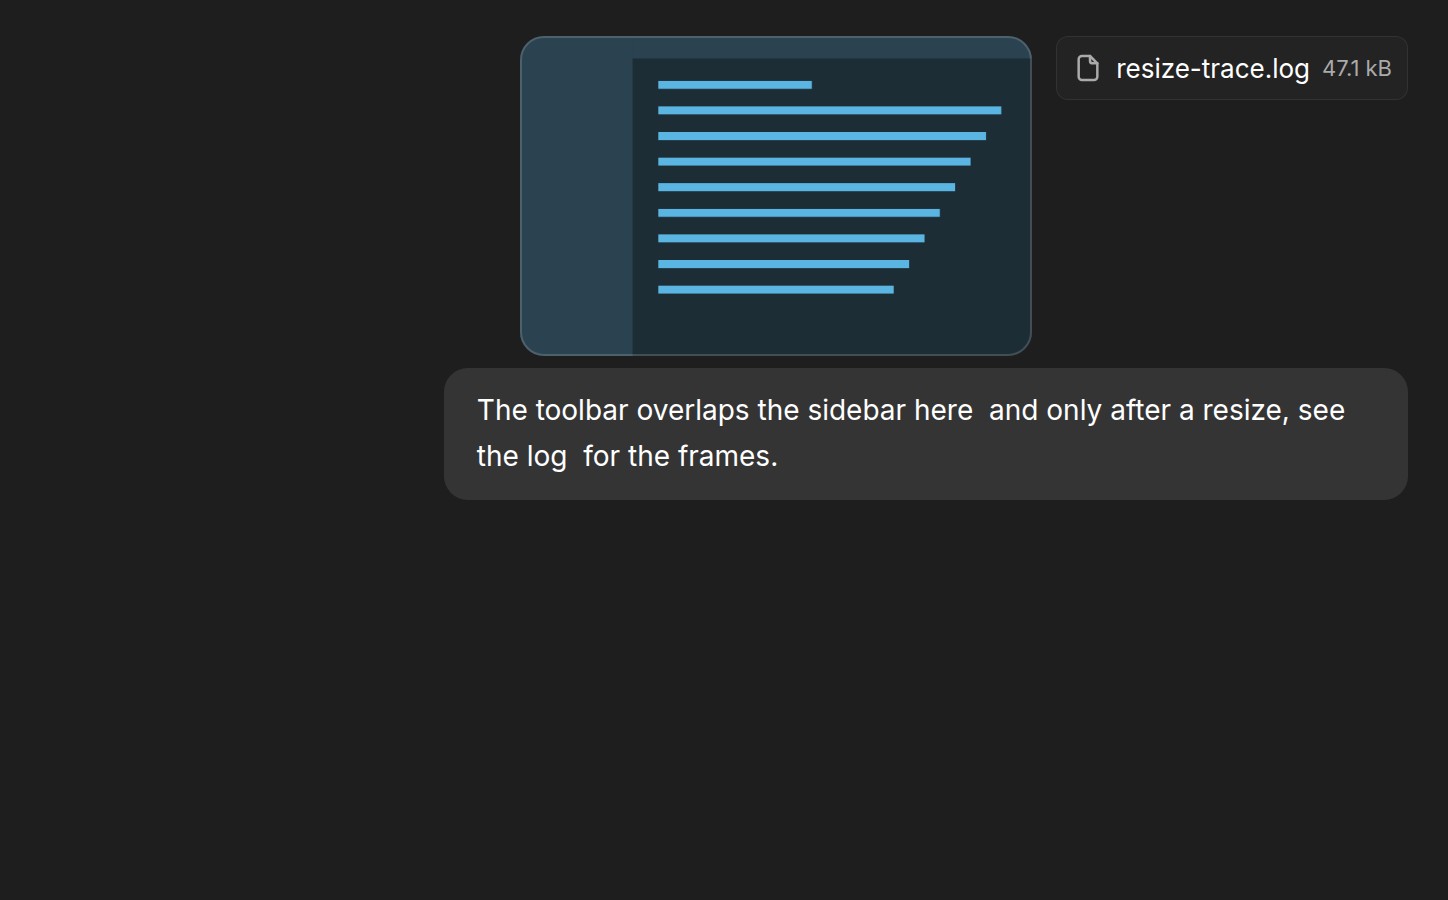 resize-trace.log 47.1 kB
The toolbar overlaps the sidebar here  and only after a resize, see
the log  for the frames.